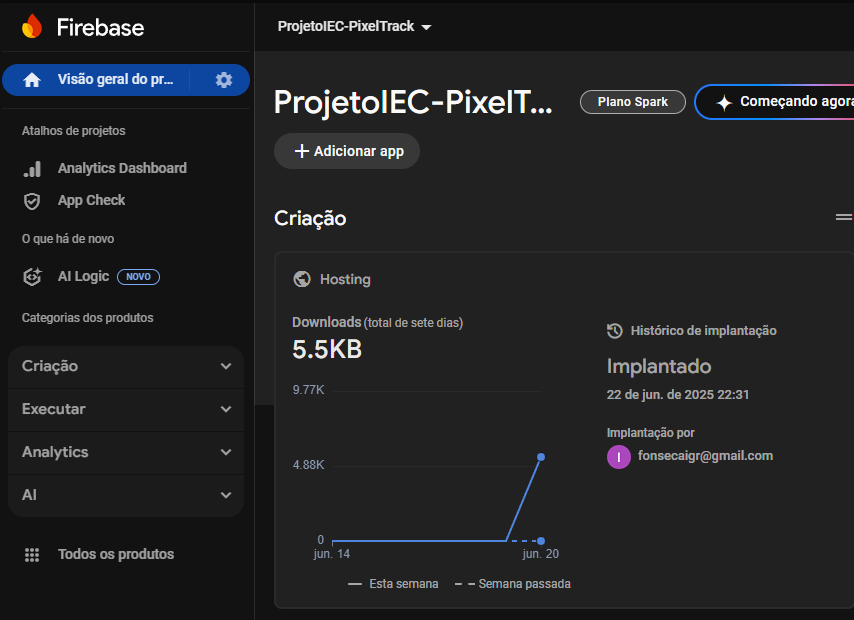 Firebase
Visão geral do pr...
Atalhos de projetos
Analytics Dashboard
App Check
O que há de novo
AI Logic NOVO
Categorias dos produtos
Criação
Executar
Analytics
AI
Todos os produtos
ProjetoIEC-PixelTrack
ProjetoIEC-PixelT...
Plano Spark
Começando agora
Adicionar app
Criação
Hosting
Downloads (total de sete dias)
5.5KB
9.77K
4.88K
0
jun. 14 jun. 20
Esta semana Semana passada
Histórico de implantação
Implantado
22 de jun. de 2025 22:31
Implantação por
I fonsecaigr@gmail.com